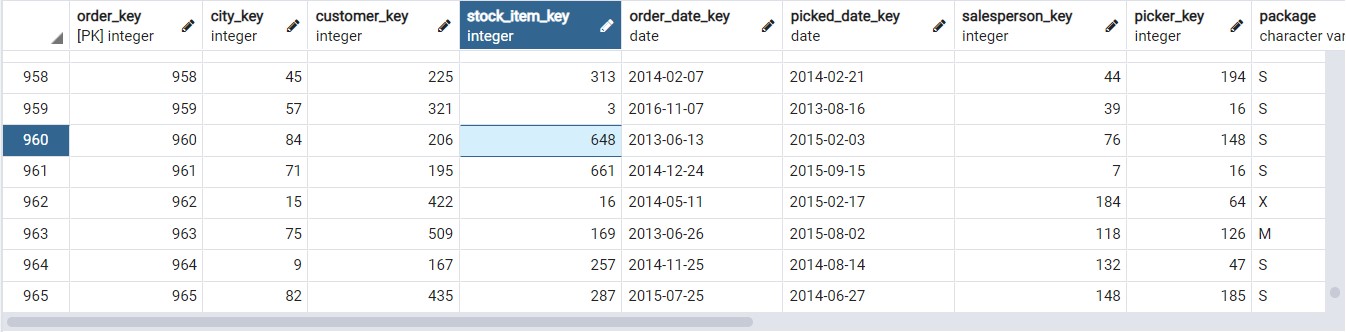 order_key city_key customer_key stock_item_key order_date_key picked_date_key salesperson_key picker_key package
[PK] integer integer integer integer date date integer integer character var
958 958 45 225 313 2014-02-07 2014-02-21 44 194 S
959 959 57 321 3 2016-11-07 2013-08-16 39 16 S
960 960 84 206 648 2013-06-13 2015-02-03 76 148 S
961 961 71 195 661 2014-12-24 2015-09-15 7 16 S
962 962 15 422 16 2014-05-11 2015-02-17 184 64 X
963 963 75 509 169 2013-06-26 2015-08-02 118 126 M
964 964 9 167 257 2014-11-25 2014-08-14 132 47 S
965 965 82 435 287 2015-07-25 2014-06-27 148 185 S